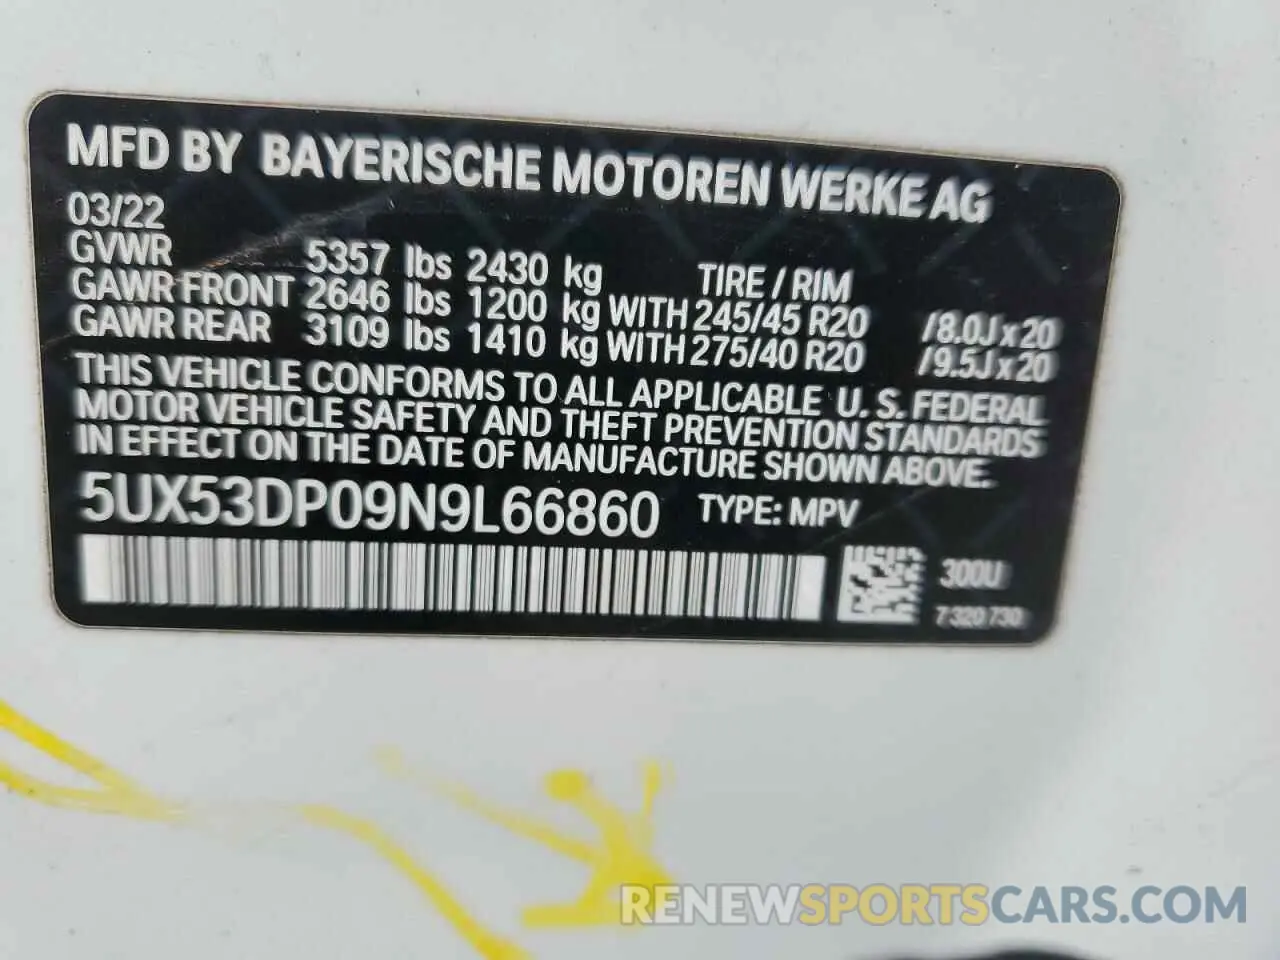 MFD BY BAYERISCHE MOTOREN WERKE AG
03/22
GVWR 5357 lbs 2430 kg TIRE / RIM
GAWR FRONT 2646 lbs 1200 kg WITH 245/45 R20 /8.0J x 20
GAWR REAR 3109 lbs 1410 kg WITH 275/40 R20 /9.5J x 20
THIS VEHICLE CONFORMS TO ALL APPLICABLE U. S. FEDERAL
MOTOR VEHICLE SAFETY AND THEFT PREVENTION STANDARDS
IN EFFECT ON THE DATE OF MANUFACTURE SHOWN ABOVE.
5UX53DP09N9L66860 TYPE: MPV
300U
7 320 730
RENEWSPORTSCARS.COM